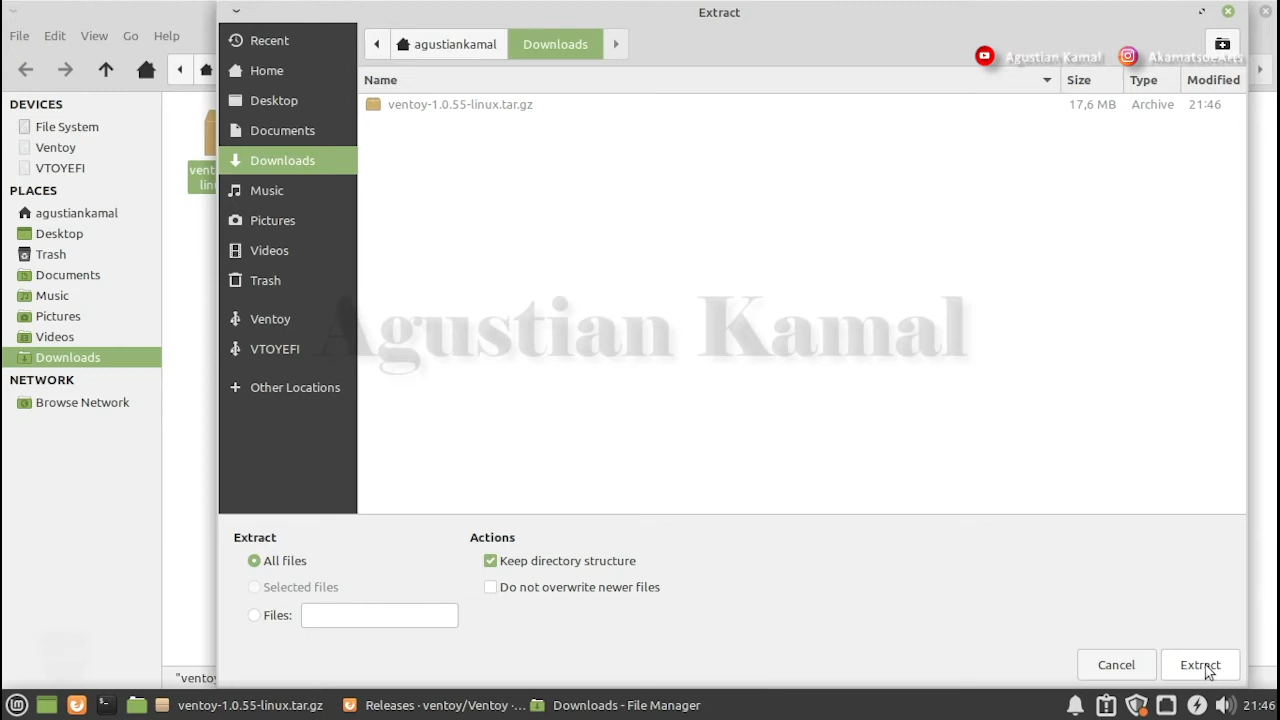 Extract
File Edit View Go Help
Recent
agustiankamal Downloads
Agustian Kamal AkamatsoeArts
Home
Name Size Type Modified
DEVICES
Desktop
ventoy-1.0.55-linux.tar.gz 17,6 MB Archive 21:46
File System
Documents
Ventoy
Downloads
VTOYEFI
vent
lin
PLACES
Music
agustiankamal
Pictures
Desktop
Videos
Trash
Documents
Trash
Music
Ventoy
Agustian Kamal
Pictures
Videos
VTOYEFI
Downloads
NETWORK
Other Locations
Browse Network
Extract Actions
All files Keep directory structure
Selected files Do not overwrite newer files
Files:
Cancel Extract
"ventoy
ventoy-1.0.55-linux.tar.gz Releases · ventoy/Ventoy ·... Downloads - File Manager 21:46